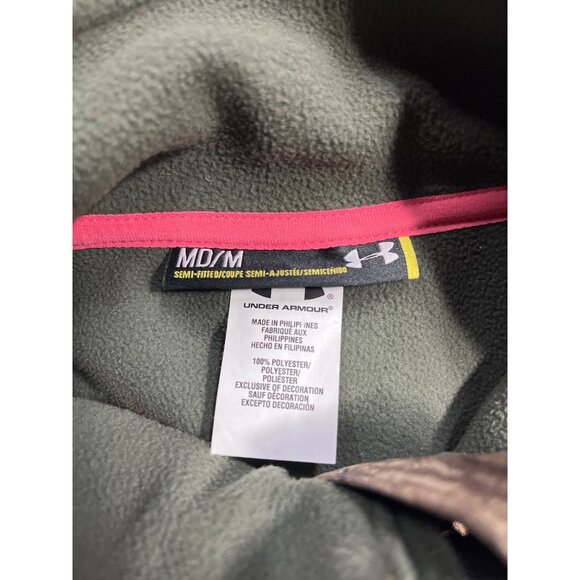 MD/M
SEMI-FITTED/COUPE SEMI-AJUSTÉE/SEMICEÑIDO
®
UNDER ARMOUR®
MADE IN PHILIPPINES
FABRIQUÉ AUX
PHILIPPINES
HECHO EN FILIPINAS
100% POLYESTER/
POLYESTER/
POLIÉSTER
EXCLUSIVE OF DECORATION
SAUF DÉCORATION
EXCEPTO DECORACIÓN